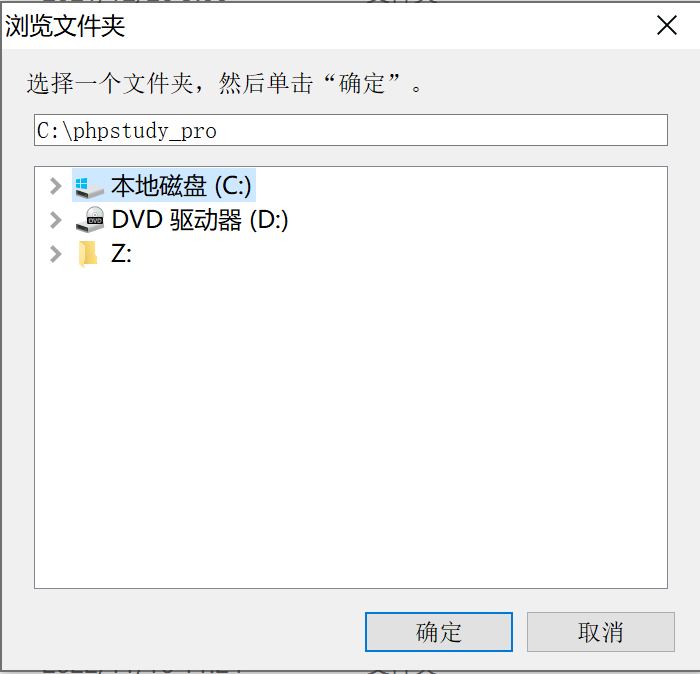 浏览文件夹
选择一个文件夹，然后单击“确定”。
C:\phpstudy_pro
本地磁盘 (C:)
DVD 驱动器 (D:)
Z:
确定
取消